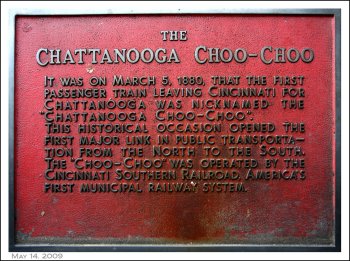 THE
CHATTANOOGA CHOO-CHOO
IT WAS ON MARCH 5, 1880, THAT THE FIRST
PASSENGER TRAIN LEAVING CINCINNATI FOR
CHATTANOOGA WAS NICKNAMED THE
"CHATTANOOGA CHOO-CHOO".
THIS HISTORICAL OCCASION OPENED THE
FIRST MAJOR LINK IN PUBLIC TRANSPORTA-
TION FROM THE NORTH TO THE SOUTH.
THE "CHOO-CHOO" WAS OPERATED BY THE
CINCINNATI SOUTHERN RAILROAD, AMERICA'S
FIRST MUNICIPAL RAILWAY SYSTEM.
MAY 14, 2009